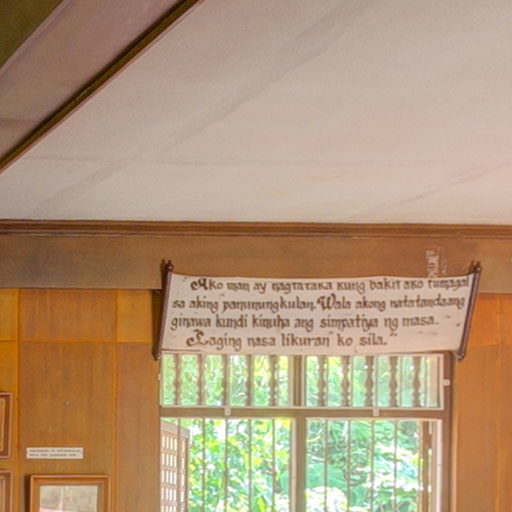 Ako man ay nagtataka kung bakit ako tumagal
sa aking panunungkulan. Wala akong natatandaang
ginawa kundi kinuha ang simpatiya ng masa.
Laging nasa likuran ko sila.